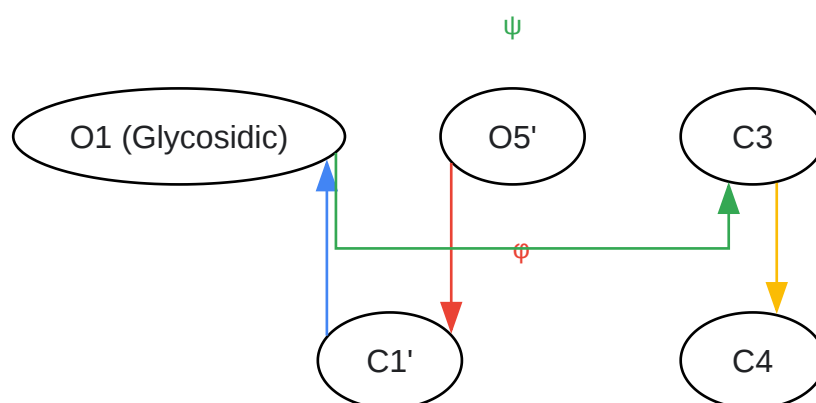 ψ
O1 (Glycosidic)
O5'
C3
φ
C1'
C4